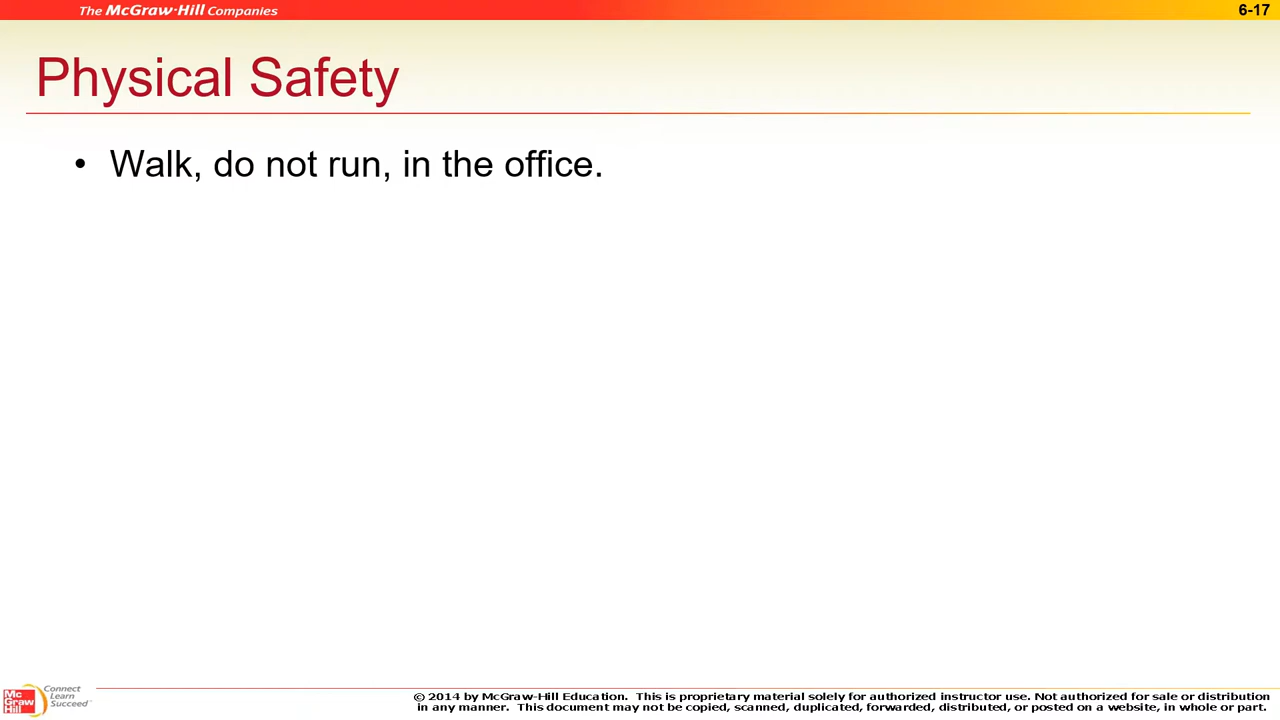 The McGraw-Hill Companies
6-17
Physical Safety
• Walk, do not run, in the office.
Mc
Graw
Hill
Connect
Learn
Succeed™
© 2014 by McGraw-Hill Education. This is proprietary material solely for authorized instructor use. Not authorized for sale or distribution
in any manner. This document may not be copied, scanned, duplicated, forwarded, distributed, or posted on a website, in whole or part.